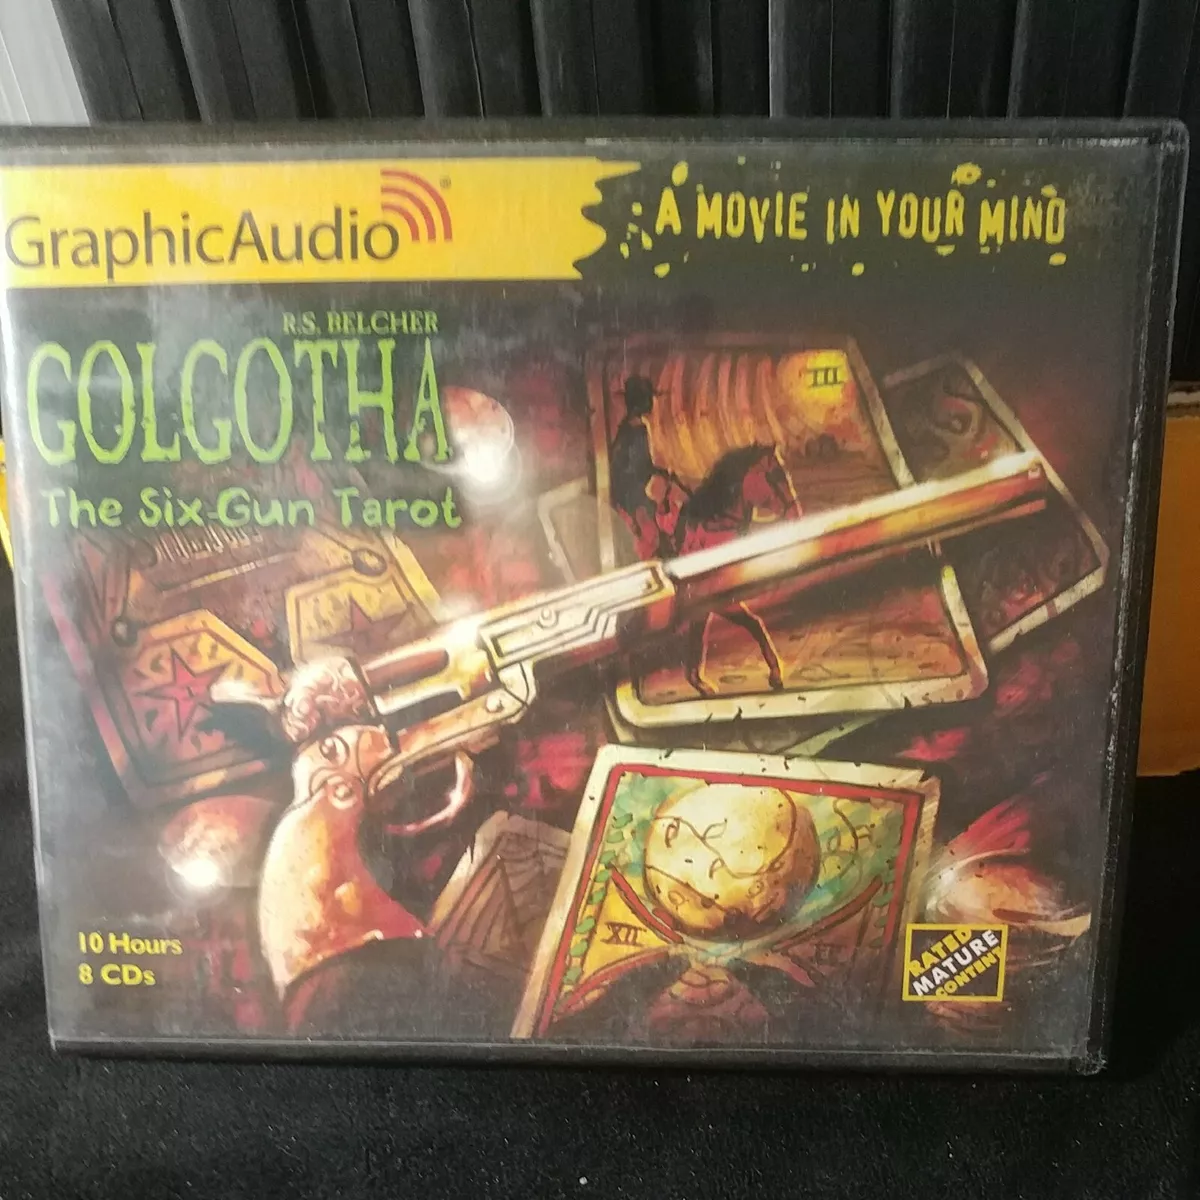 GraphicAudio®
A MOVIE IN YOUR MIND
R.S. BELCHER
GOLGOTHA
The Six-Gun Tarot
III
XII
10 Hours
8 CDs
RATED
MATURE
CONTENT